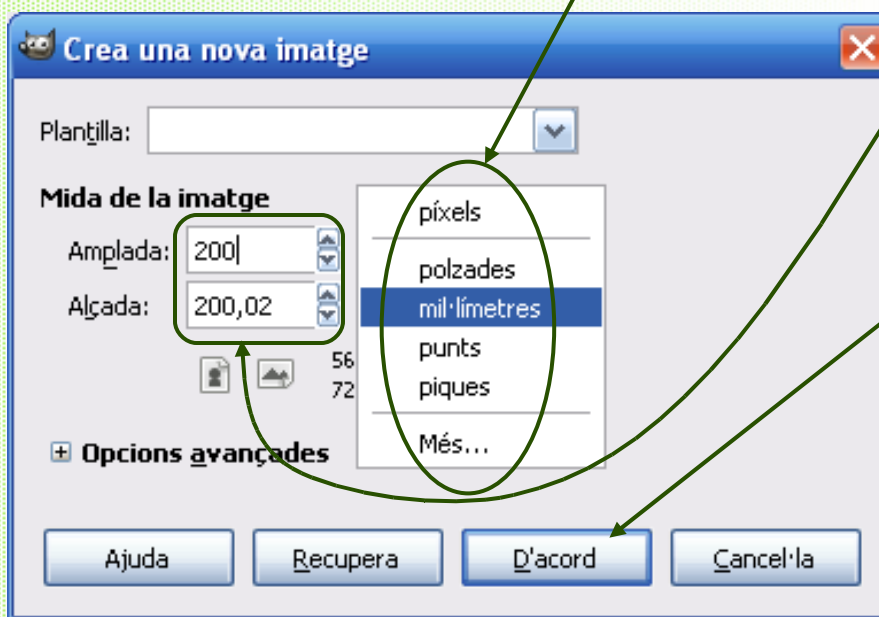 Crea una nova imatge
Plantilla:
Mida de la imatge
Amplada: 200
Alçada: 200,02
56
72
píxels
polzades
mil·límetres
punts
piques
Més...
Opcions avançades
Ajuda Recupera D'acord Cancel·la